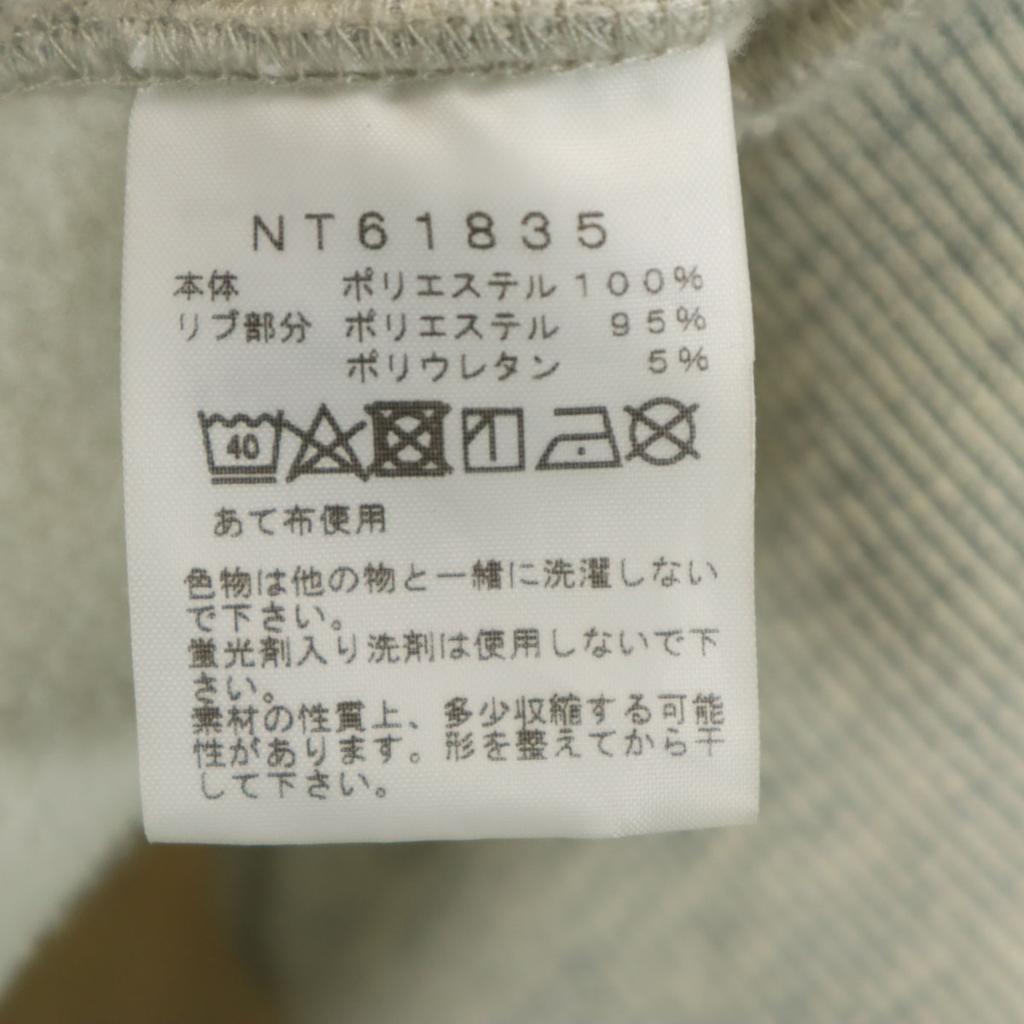 NT61835
本体 ポリエステル 100%
リブ部分 ポリエステル 95%
ポリウレタン 5%
40
あて布使用
色物は他の物と一緒に洗濯しない
で下さい。
蛍光剤入り洗剤は使用しないで下
さい。
素材の性質上、多少収縮する可能
性があります。形を整えてから干
して下さい。